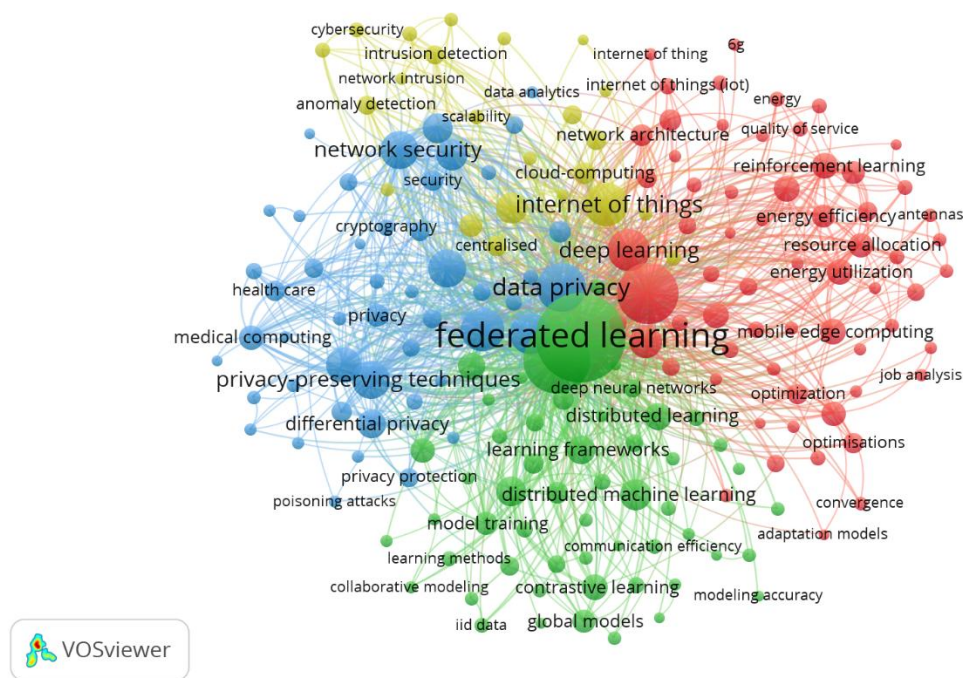 cybersecurity
6g
intrusion detection
internet of thing
network intrusion
internet of things (iot)
data analytics
energy
anomaly detection
scalability
network architecture
quality of service
network security
cloud-computing
reinforcement learning
security
internet of things
energy efficiency
antennas
cryptography
centralised
deep learning
resource allocation
energy utilization
health care
data privacy
privacy
medical computing
federated learning
mobile edge computing
job analysis
privacy-preserving techniques
deep neural networks
optimization
differential privacy
distributed learning
learning frameworks
optimisations
privacy protection
poisoning attacks
distributed machine learning
convergence
model training
adaptation models
communication efficiency
learning methods
collaborative modeling
contrastive learning
modeling accuracy
iid data
global models
VOSviewer